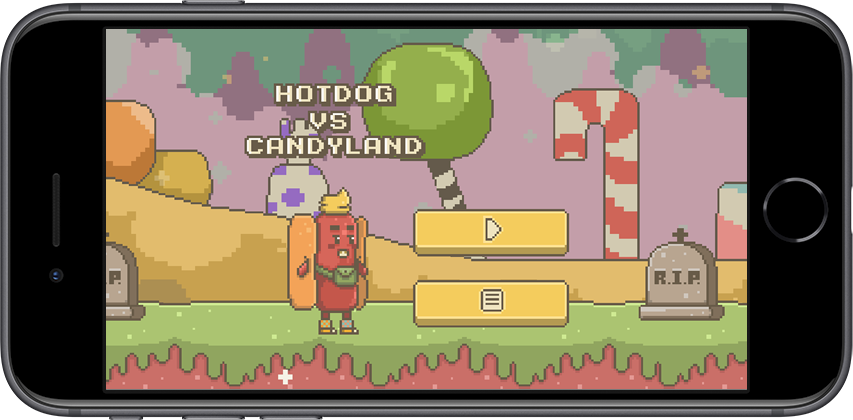 HOTDOG
VS
CANDYLAND
P.
R.I.P.